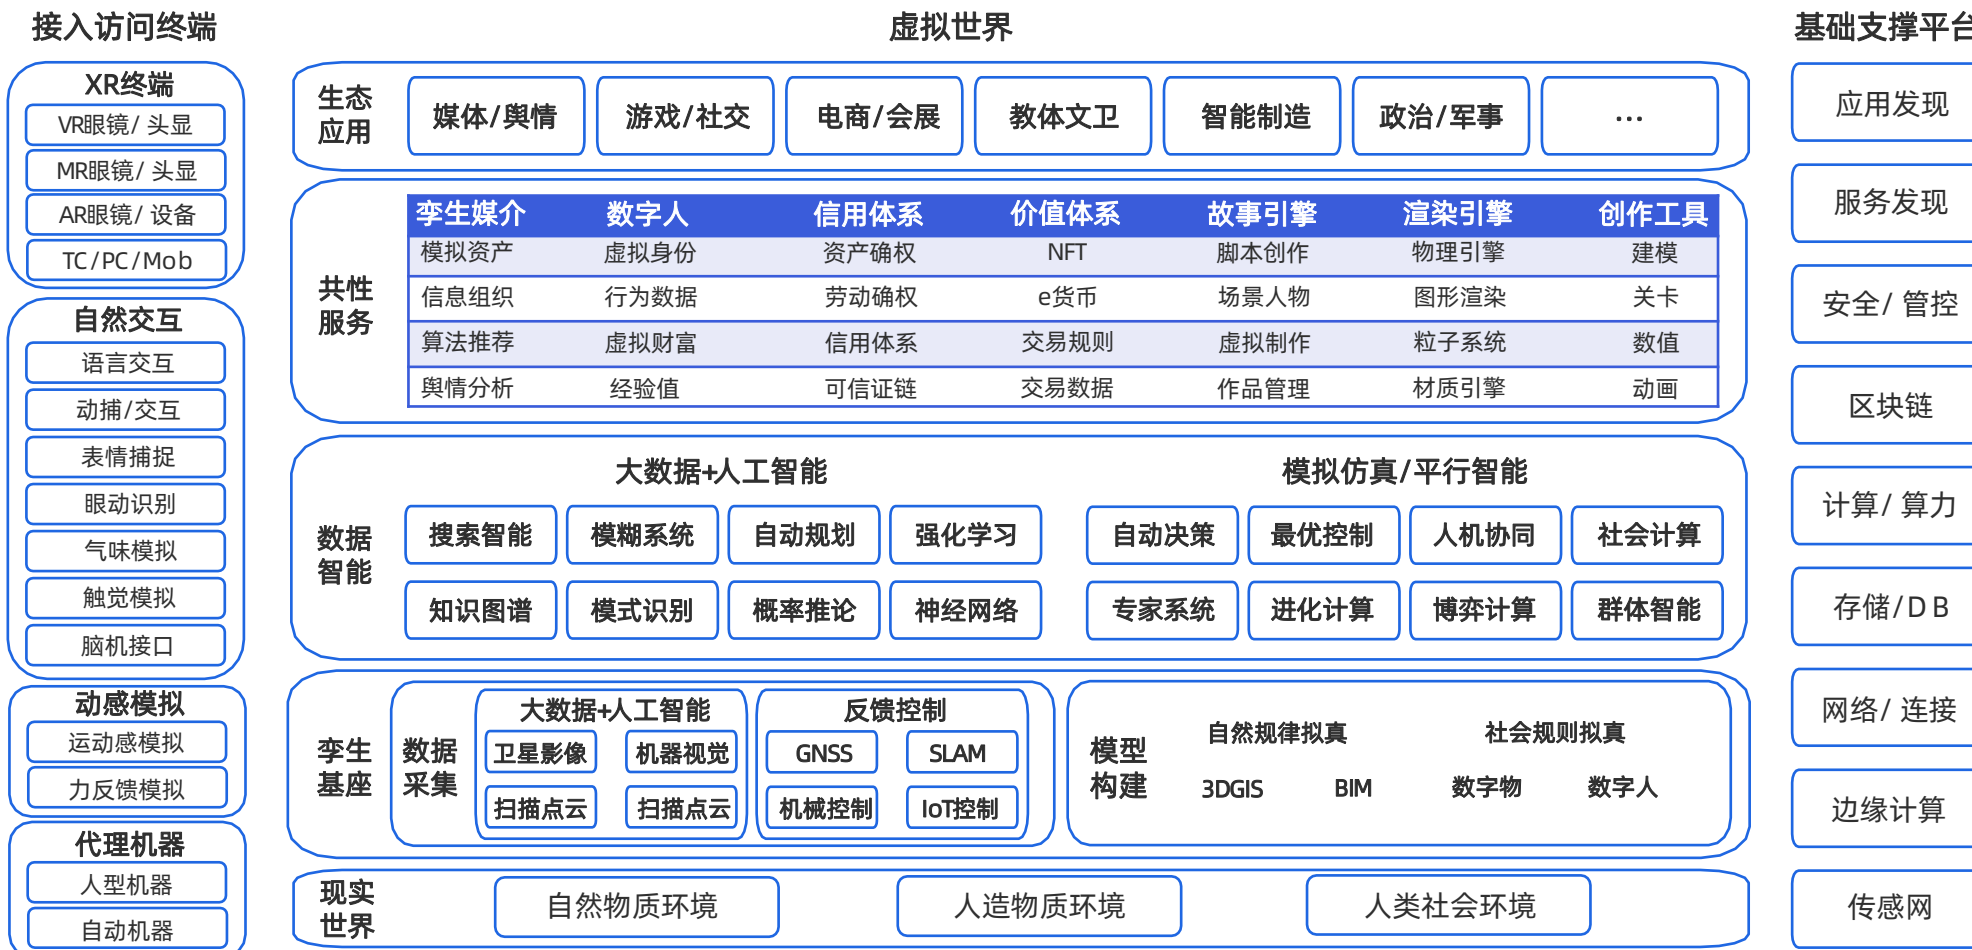 接入访问终端
XR终端
VR眼镜/ 头显
MR眼镜/ 头显
AR眼镜/ 设备
TC/PC/Mob
自然交互
语言交互
动捕/交互
表情捕捉
眼动识别
气味模拟
触觉模拟
脑机接口
动感模拟
运动感模拟
力反馈模拟
代理机器
人型机器
自动机器
虚拟世界
生态
应用
媒体/舆情
游戏/社交
电商/会展
教体文卫
智能制造
政治/军事
...
共性
服务
孪生媒介 数字人 信用体系 价值体系 故事引擎 渲染引擎 创作工具
模拟资产 虚拟身份 资产确权 NFT 脚本创作 物理引擎 建模
信息组织 行为数据 劳动确权 e货币 场景人物 图形渲染 关卡
算法推荐 虚拟财富 信用体系 交易规则 虚拟制作 粒子系统 数值
舆情分析 经验值 可信证链 交易数据 作品管理 材质引擎 动画
数据
智能
大数据+人工智能
搜索智能 模糊系统 自动规划 强化学习
知识图谱 模式识别 概率推论 神经网络
模拟仿真/平行智能
自动决策 最优控制 人机协同 社会计算
专家系统 进化计算 博弈计算 群体智能
孪生
基座
数据
采集
大数据+人工智能
卫星影像 机器视觉
扫描点云 扫描点云
反馈控制
GNSS SLAM
机械控制 IoT控制
模型
构建
自然规律拟真 社会规则拟真
3DGIS BIM 数字物 数字人
现实
世界
自然物质环境 人造物质环境 人类社会环境
基础支撑平台
应用发现
服务发现
安全/ 管控
区块链
计算/ 算力
存储/DB
网络/ 连接
边缘计算
传感网